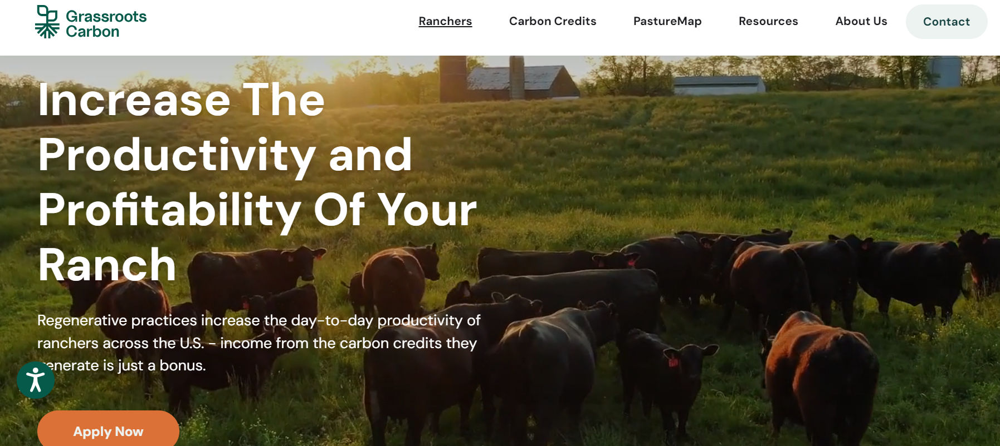 Grassroots
Carbon
Ranchers
Carbon Credits
PastureMap
Resources
About Us
Contact
Increase The
Productivity and
Profitability Of Your
Ranch
Regenerative practices increase the day-to-day productivity of
ranchers across the U.S. - income from the carbon credits they
generate is just a bonus.
Apply Now